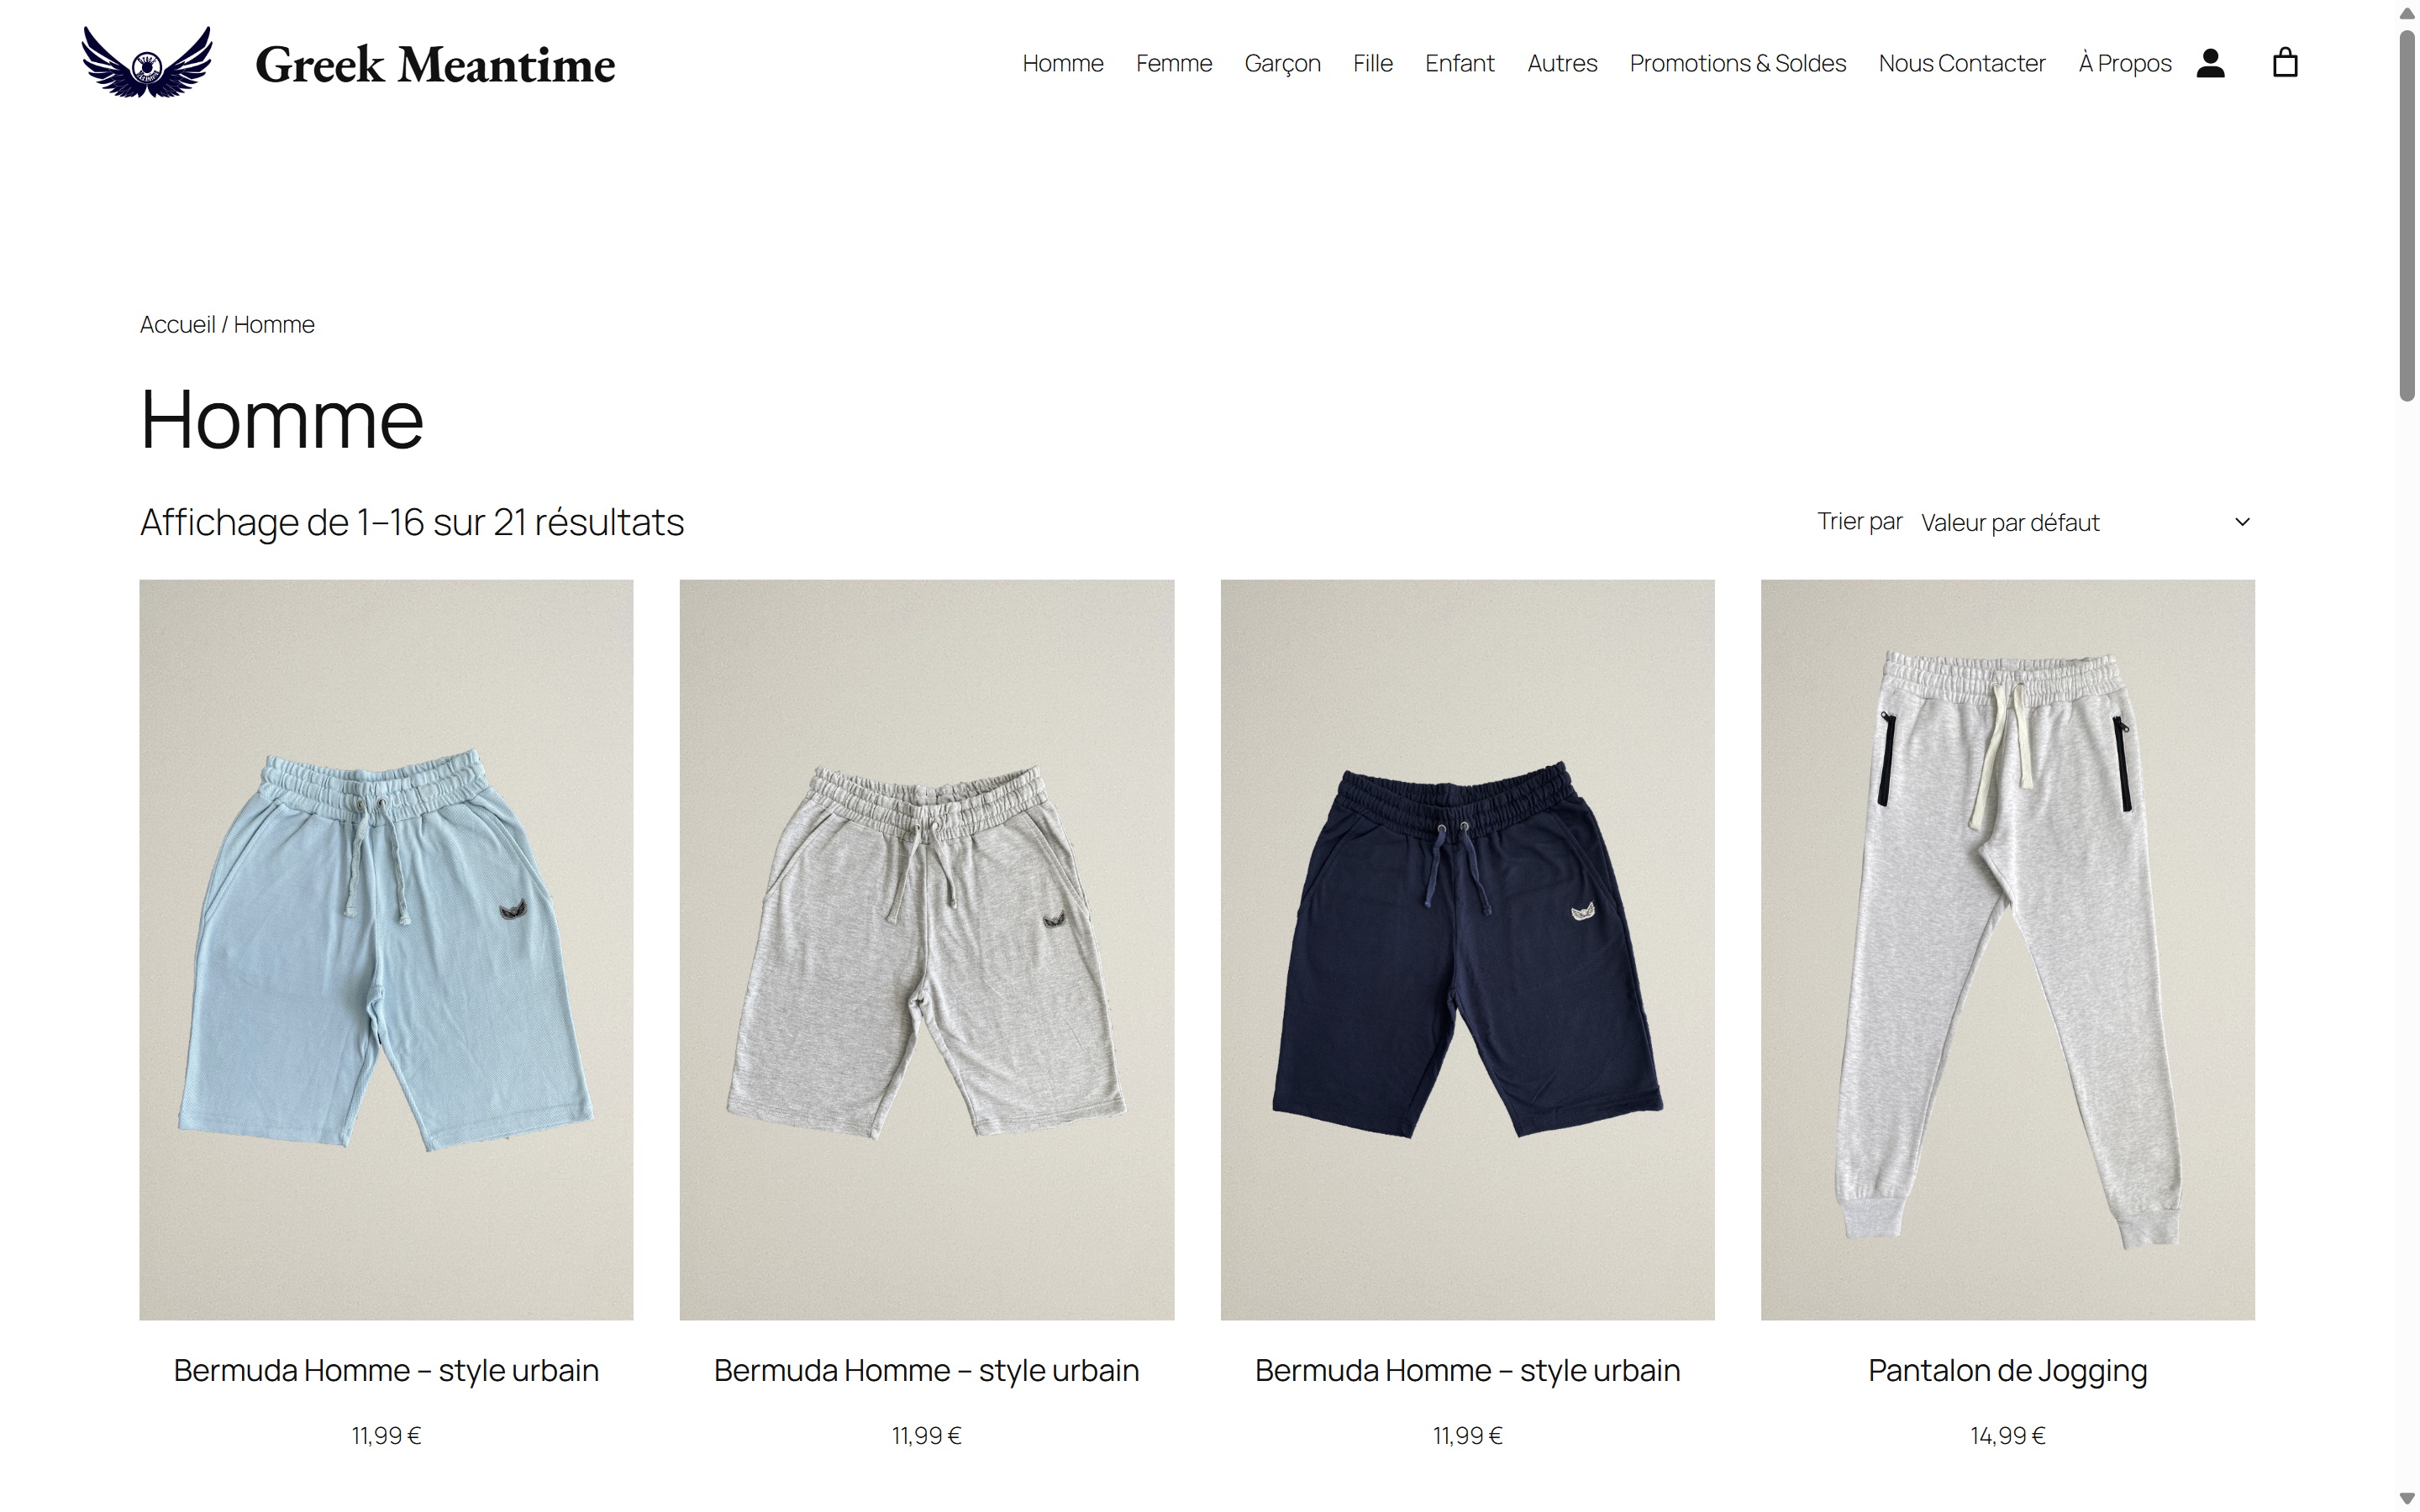 Greek Meantime
Homme Femme Garçon Fille Enfant Autres Promotions & Soldes Nous Contacter À Propos
Accueil / Homme
Homme
Affichage de 1–16 sur 21 résultats
Trier par Valeur par défaut
Bermuda Homme – style urbain
11,99 €
Bermuda Homme – style urbain
11,99 €
Bermuda Homme – style urbain
11,99 €
Pantalon de Jogging
14,99 €